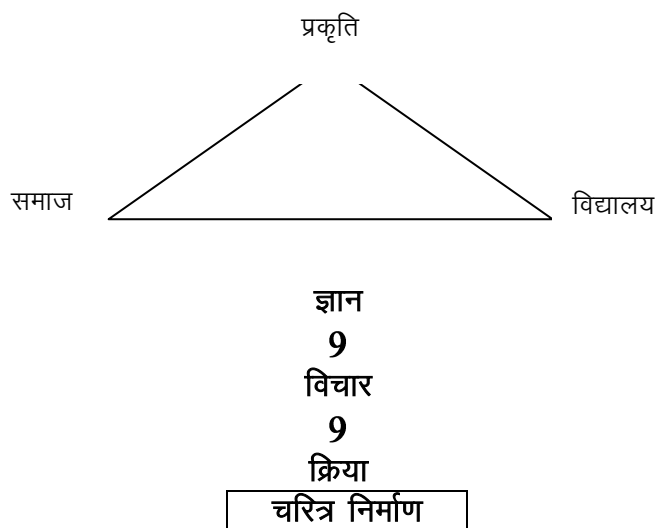 प्रकृति
समाज
विद्यालय
ज्ञान
9
विचार
9
क्रिया
चरित्र निर्माण